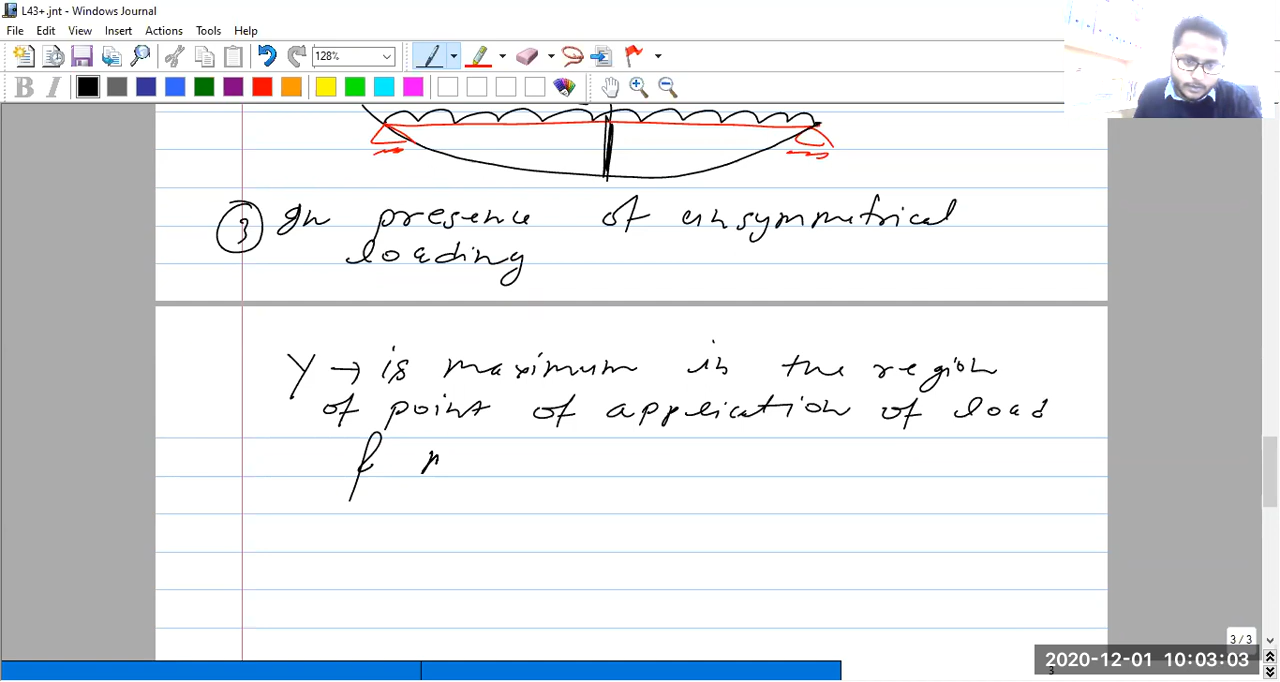 L43+.jnt - Windows Journal
File Edit View Insert Actions Tools Help
128%
B I
3 In presence of unsymmetrical
loading
Y → is maximum in the region
of point of application of load
3 / 3
2020-12-01 10:03:03
3